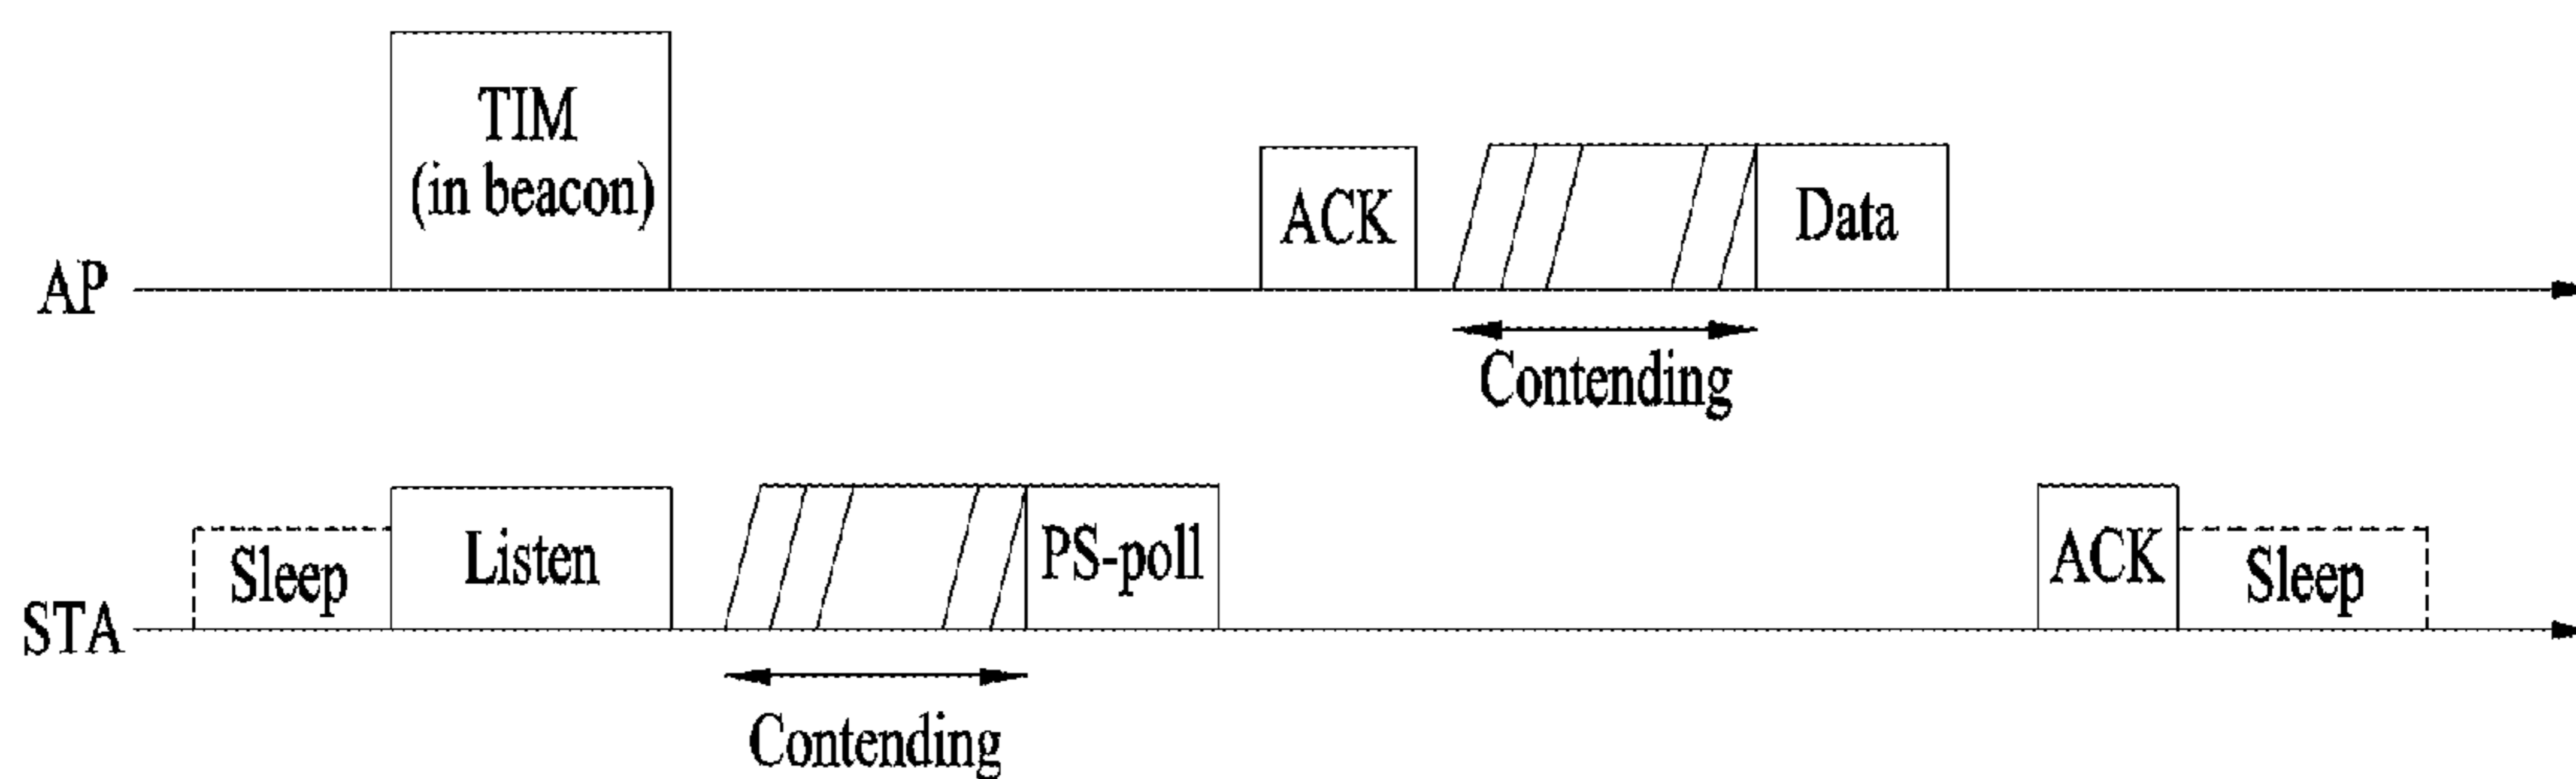 TIM
(in beacon)
AP
ACK
Data
Contending
STA
Sleep
Listen
PS-poll
ACK
Sleep
Contending